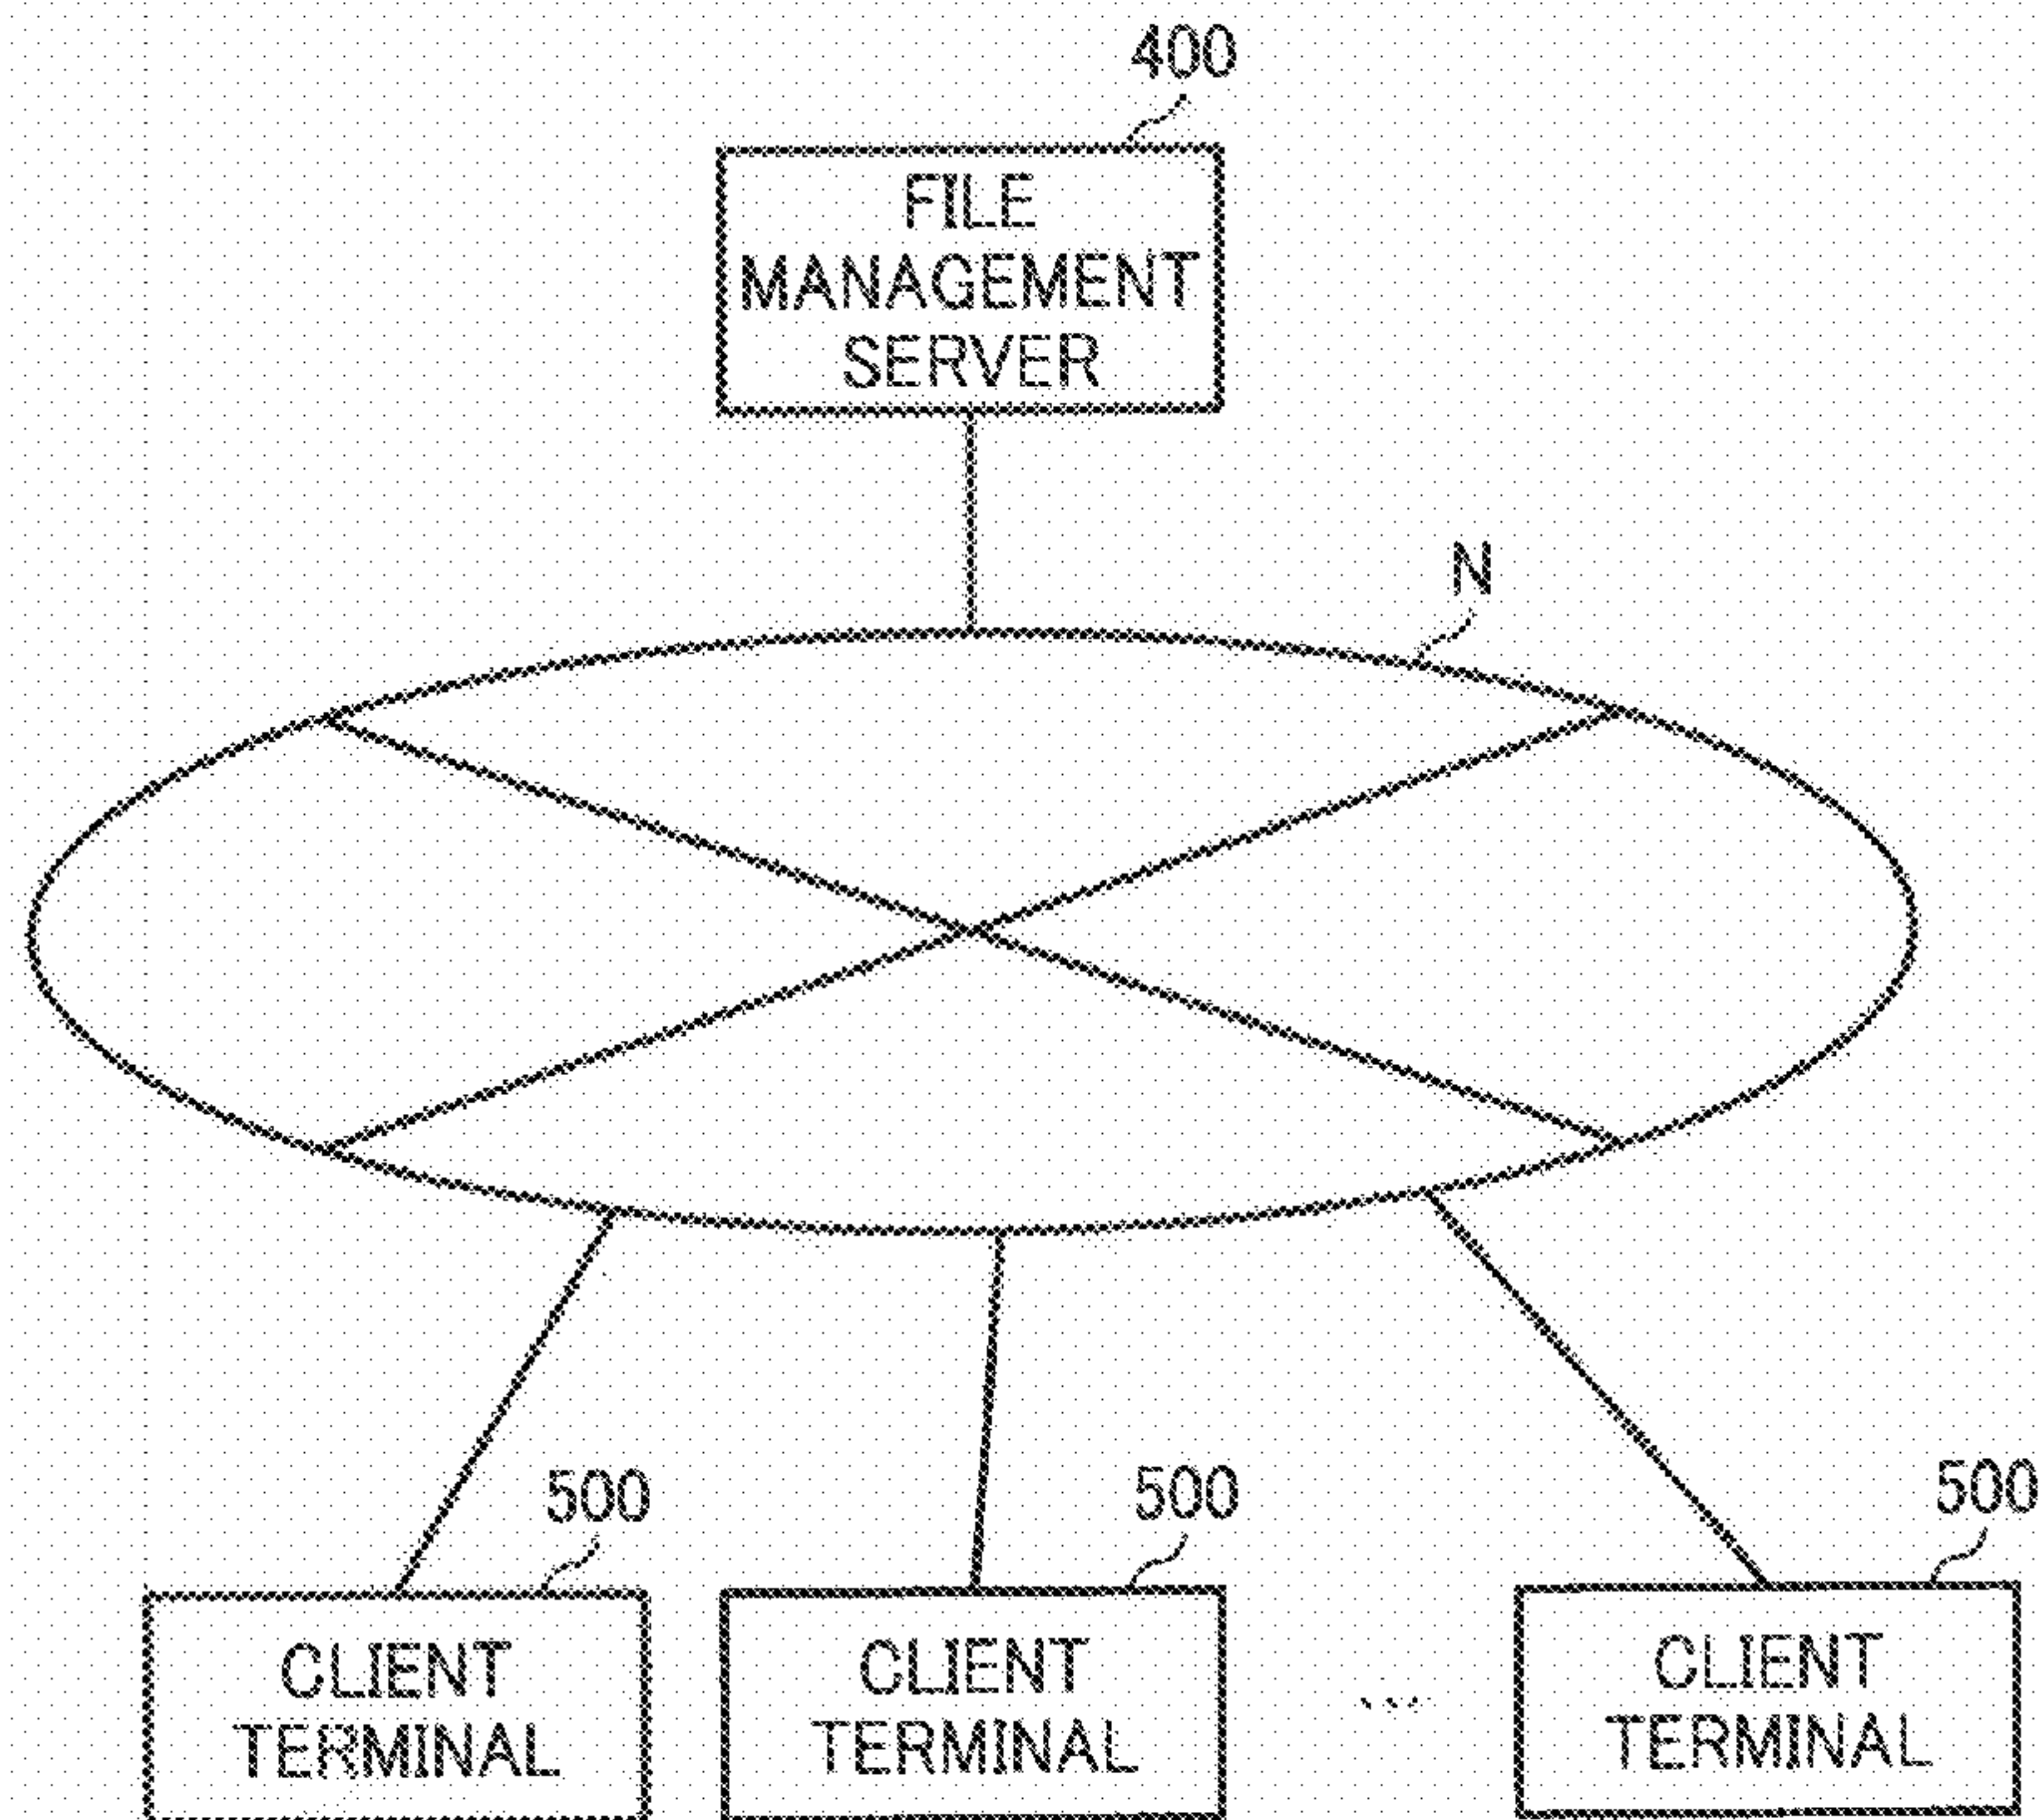 400
FILE
MANAGEMENT
SERVER
N
500
500
500
CLIENT
TERMINAL
CLIENT
TERMINAL
...
CLIENT
TERMINAL